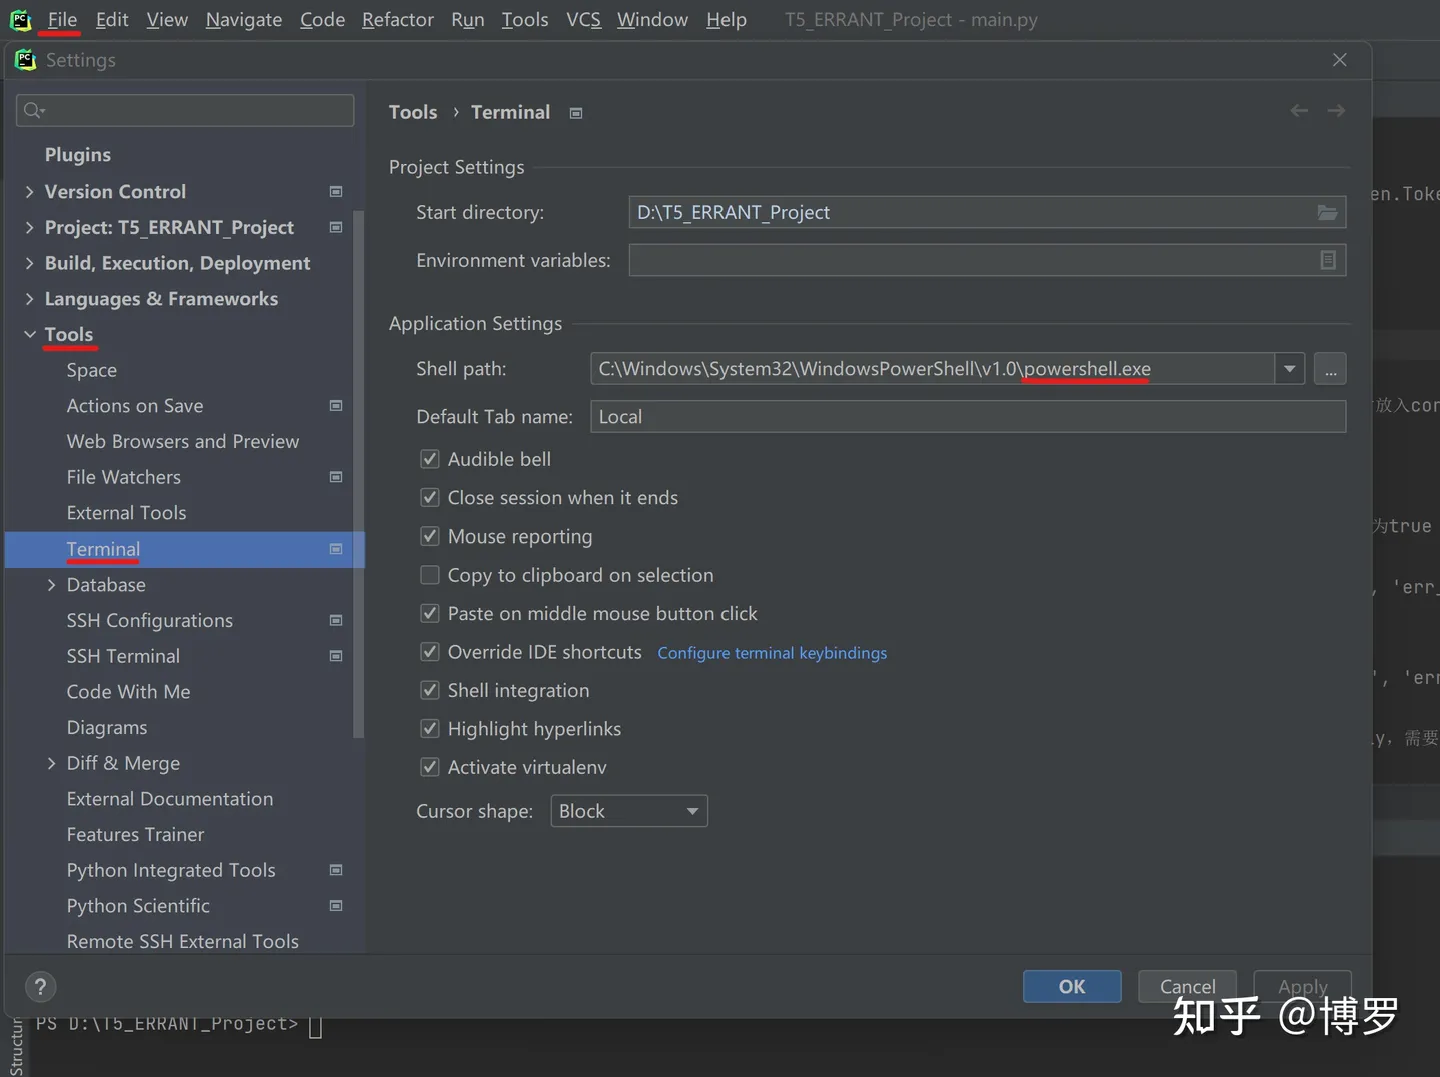 File Edit View Navigate Code Refactor Run Tools VCS Window Help T5_ERRANT_Project - main.py
Settings
Plugins
Version Control
Project: T5_ERRANT_Project
Build, Execution, Deployment
Languages & Frameworks
Tools
Space
Actions on Save
Web Browsers and Preview
File Watchers
External Tools
Terminal
Database
SSH Configurations
SSH Terminal
Code With Me
Diagrams
Diff & Merge
External Documentation
Features Trainer
Python Integrated Tools
Python Scientific
Remote SSH External Tools
Tools › Terminal
Project Settings
Start directory: D:\T5_ERRANT_Project
Environment variables:
Application Settings
Shell path: C:\Windows\System32\WindowsPowerShell\v1.0\powershell.exe ...
Default Tab name: Local
Audible bell
Close session when it ends
Mouse reporting
Copy to clipboard on selection
Paste on middle mouse button click
Override IDE shortcuts Configure terminal keybindings
Shell integration
Highlight hyperlinks
Activate virtualenv
Cursor shape: Block
? OK Cancel Apply
en.Toke
放入cor
为true
, 'err_
', 'err
y, 需要
PS D:\T5_ERRANT_Project>
Structur
知乎 @博罗